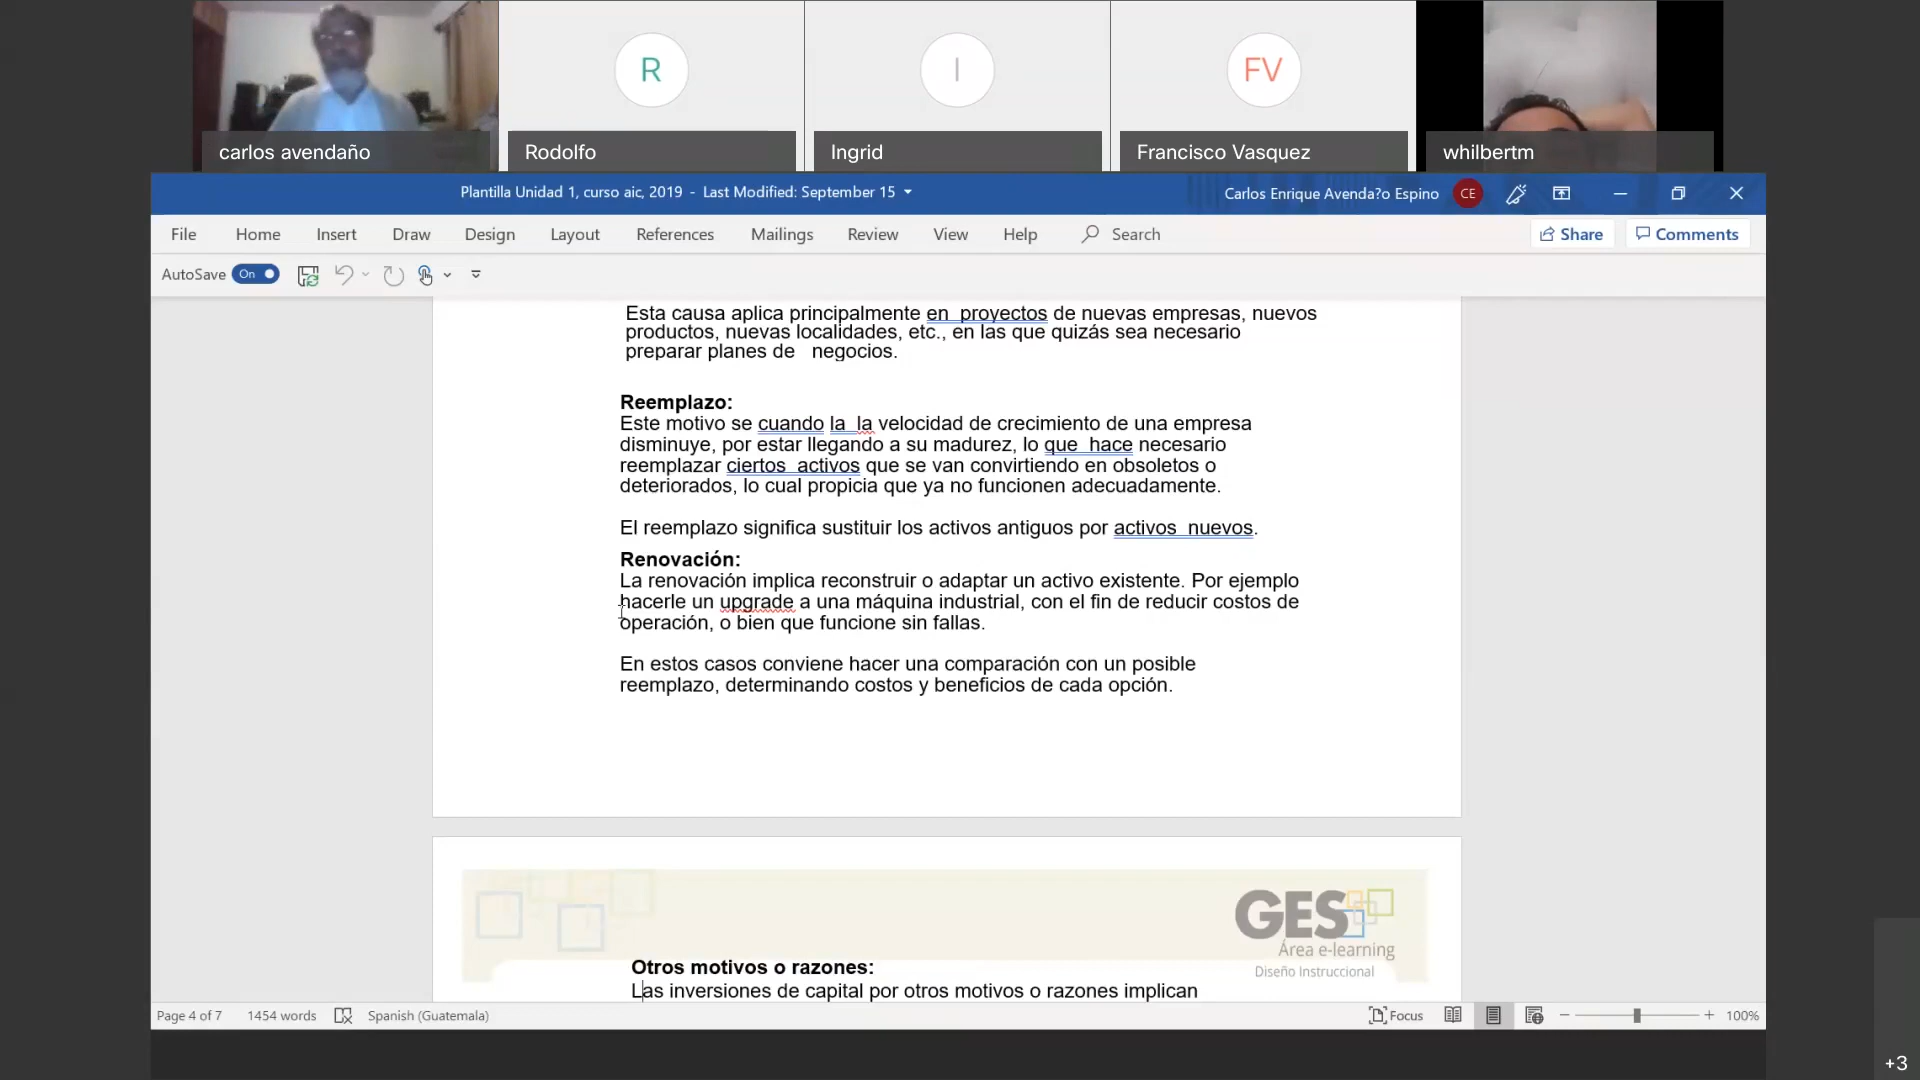 R
I
FV
carlos avendaño
Rodolfo
Ingrid
Francisco Vasquez
whilbertm
Plantilla Unidad 1, curso aic, 2019 - Last Modified: September 15
Carlos Enrique Avenda?o Espino
CE
File Home Insert Draw Design Layout References Mailings Review View Help Search
Share
Comments
AutoSave On
Esta causa aplica principalmente en proyectos de nuevas empresas, nuevos
productos, nuevas localidades, etc., en las que quizás sea necesario
preparar planes de negocios.
Reemplazo:
Este motivo se cuando la la velocidad de crecimiento de una empresa
disminuye, por estar llegando a su madurez, lo que hace necesario
reemplazar ciertos activos que se van convirtiendo en obsoletos o
deteriorados, lo cual propicia que ya no funcionen adecuadamente.
El reemplazo significa sustituir los activos antiguos por activos nuevos.
Renovación:
La renovación implica reconstruir o adaptar un activo existente. Por ejemplo
hacerle un upgrade a una máquina industrial, con el fin de reducir costos de
operación, o bien que funcione sin fallas.
En estos casos conviene hacer una comparación con un posible
reemplazo, determinando costos y beneficios de cada opción.
GES
Área e-learning
Diseño Instruccional
Otros motivos o razones:
Las inversiones de capital por otros motivos o razones implican
Page 4 of 7 1454 words Spanish (Guatemala)
Focus
100%
+3